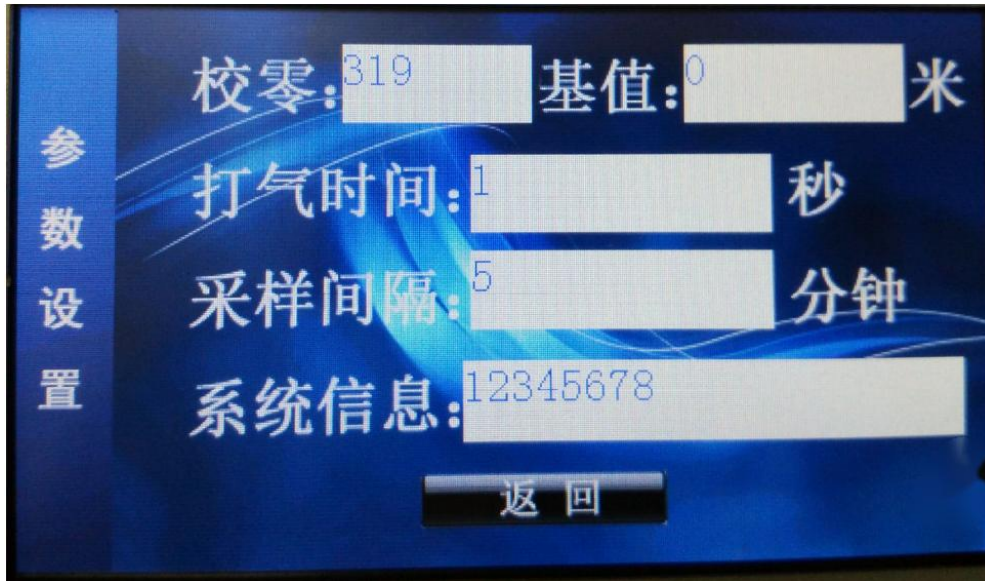 参数设置
校零:319 基值:0 米
打气时间:1 秒
采样间隔:5 分钟
系统信息:12345678
返回